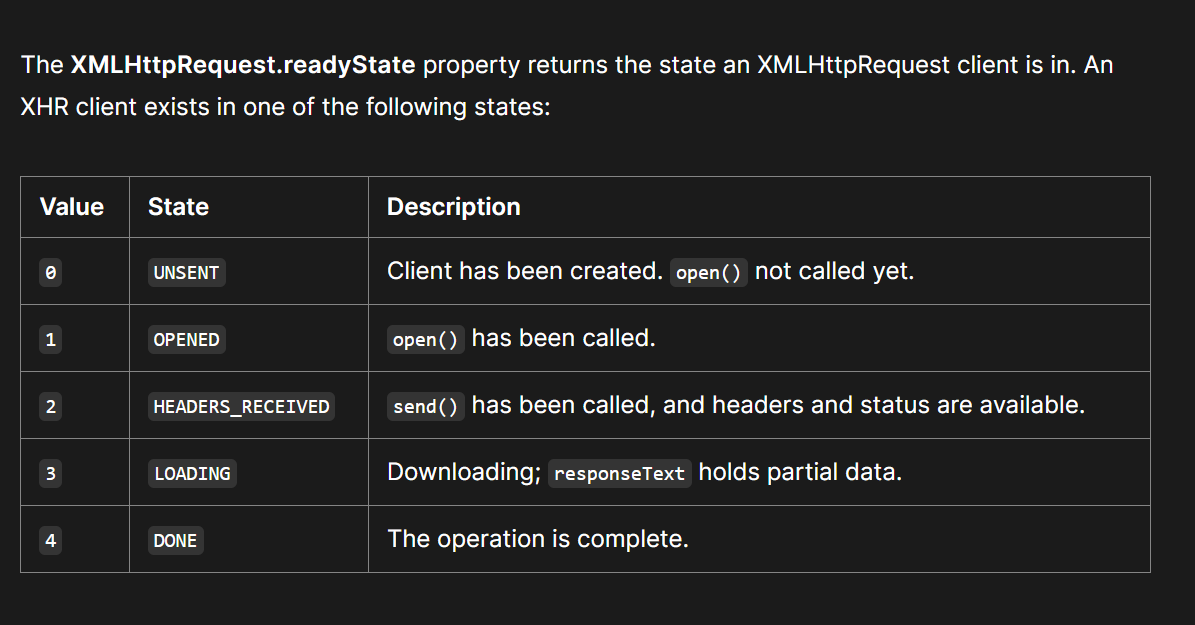 The XMLHttpRequest.readyState property returns the state an XMLHttpRequest client is in. An
XHR client exists in one of the following states:
Value State Description
0 UNSENT Client has been created. open() not called yet.
1 OPENED open() has been called.
2 HEADERS_RECEIVED send() has been called, and headers and status are available.
3 LOADING Downloading; responseText holds partial data.
4 DONE The operation is complete.